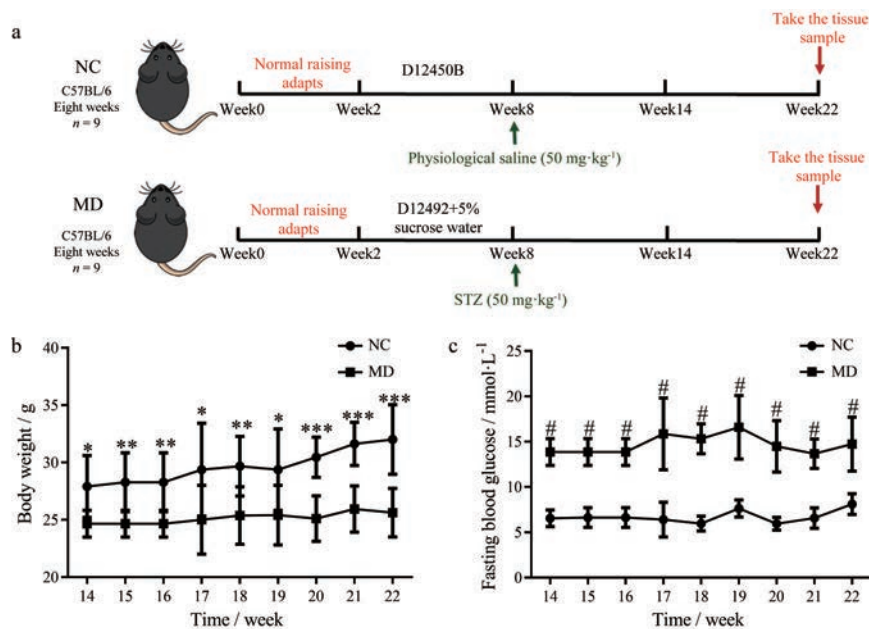 a
NC
C57BL/6
Eight weeks
n = 9
Normal raising
adapts
D12450B
Take the tissue
sample
Week0
Week2
Week8
Week14
Week22
Physiological saline (50 mg·kg⁻¹)
MD
C57BL/6
Eight weeks
n = 9
Normal raising
adapts
D12492+5%
sucrose water
Take the tissue
sample
Week0
Week2
Week8
Week14
Week22
STZ (50 mg·kg⁻¹)
b
NC
MD
Body weight / g
40
35
30
25
20
* ** ** * ** * *** *** ***
14 15 16 17 18 19 20 21 22
Time / week
c
NC
MD
Fasting blood glucose / mmol·L⁻¹
25
20
15
10
5
0
# # # # # # # # #
14 15 16 17 18 19 20 21 22
Time / week